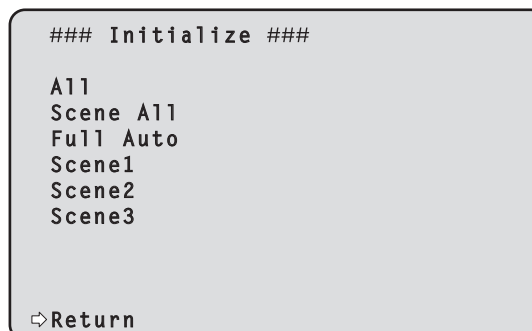 ### Initialize ###
All
Scene All
Full Auto
Scene1
Scene2
Scene3
⇨Return